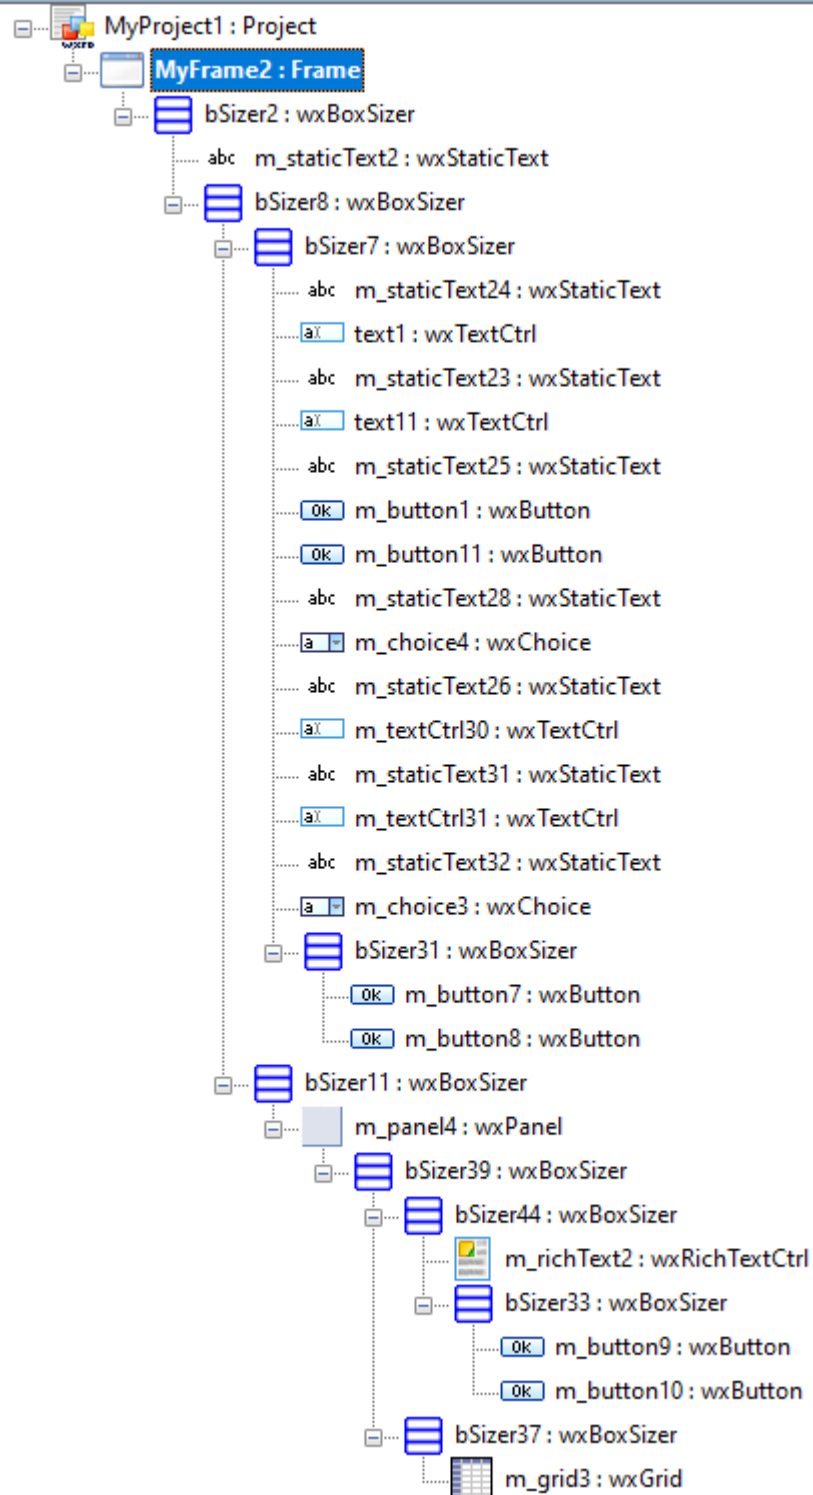 MyProject1 : Project
MyFrame2 : Frame
bSizer2 : wxBoxSizer
abc m_staticText2 : wxStaticText
bSizer8 : wxBoxSizer
bSizer7 : wxBoxSizer
abc m_staticText24 : wxStaticText
a text1 : wxTextCtrl
abc m_staticText23 : wxStaticText
a text11 : wxTextCtrl
abc m_staticText25 : wxStaticText
Ok m_button1 : wxButton
Ok m_button11 : wxButton
abc m_staticText28 : wxStaticText
a m_choice4 : wxChoice
abc m_staticText26 : wxStaticText
a m_textCtrl30 : wxTextCtrl
abc m_staticText31 : wxStaticText
a m_textCtrl31 : wxTextCtrl
abc m_staticText32 : wxStaticText
a m_choice3 : wxChoice
bSizer31 : wxBoxSizer
Ok m_button7 : wxButton
Ok m_button8 : wxButton
bSizer11 : wxBoxSizer
m_panel4 : wxPanel
bSizer39 : wxBoxSizer
bSizer44 : wxBoxSizer
m_richText2 : wxRichTextCtrl
bSizer33 : wxBoxSizer
Ok m_button9 : wxButton
Ok m_button10 : wxButton
bSizer37 : wxBoxSizer
m_grid3 : wxGrid